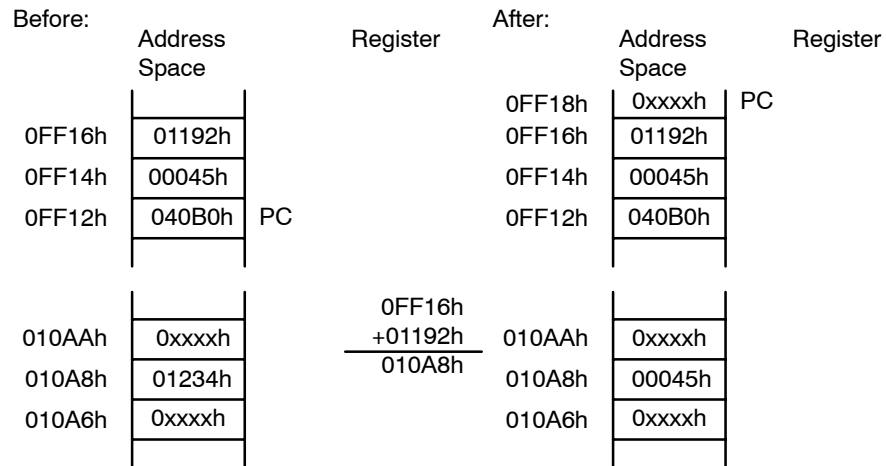 Before:
Address
Space
Register
0FF16h 01192h
0FF14h 00045h
0FF12h 040B0h PC
010AAh 0xxxxh
010A8h 01234h
010A6h 0xxxxh
0FF16h
+01192h
010A8h
After:
Address
Space
Register
0FF18h 0xxxxh PC
0FF16h 01192h
0FF14h 00045h
0FF12h 040B0h
010AAh 0xxxxh
010A8h 00045h
010A6h 0xxxxh